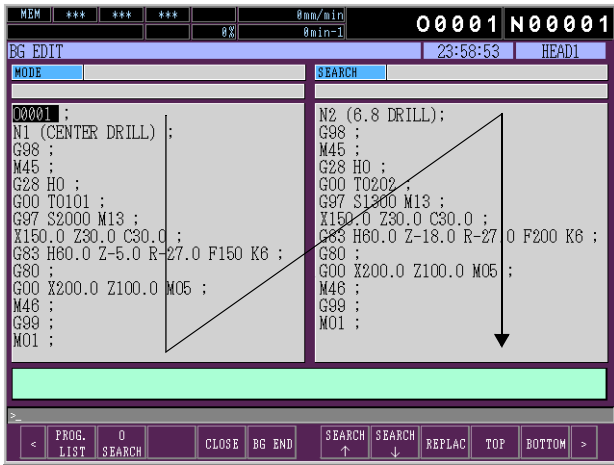 MEM *** *** *** 0mm/min O0001 N00001
0% 0min-1
BG EDIT 23:58:53 HEAD1
MODE
SEARCH
O0001 ;
N1 (CENTER DRILL) ;
G98 ;
M45 ;
G28 H0 ;
G00 T0101 ;
G97 S2000 M13 ;
X150.0 Z30.0 C30.0 ;
G83 H60.0 Z-5.0 R-27.0 F150 K6 ;
G80 ;
G00 X200.0 Z100.0 M05 ;
M46 ;
G99 ;
M01 ;
N2 (6.8 DRILL);
G98 ;
M45 ;
G28 H0 ;
G00 T0202 ;
G97 S1300 M13 ;
X150.0 Z30.0 C30.0 ;
G83 H60.0 Z-18.0 R-27.0 F200 K6 ;
G80 ;
G00 X200.0 Z100.0 M05 ;
M46 ;
G99 ;
M01 ;
>_
< PROG. LIST O SEARCH CLOSE BG END SEARCH ↑ SEARCH ↓ REPLAC TOP BOTTOM >